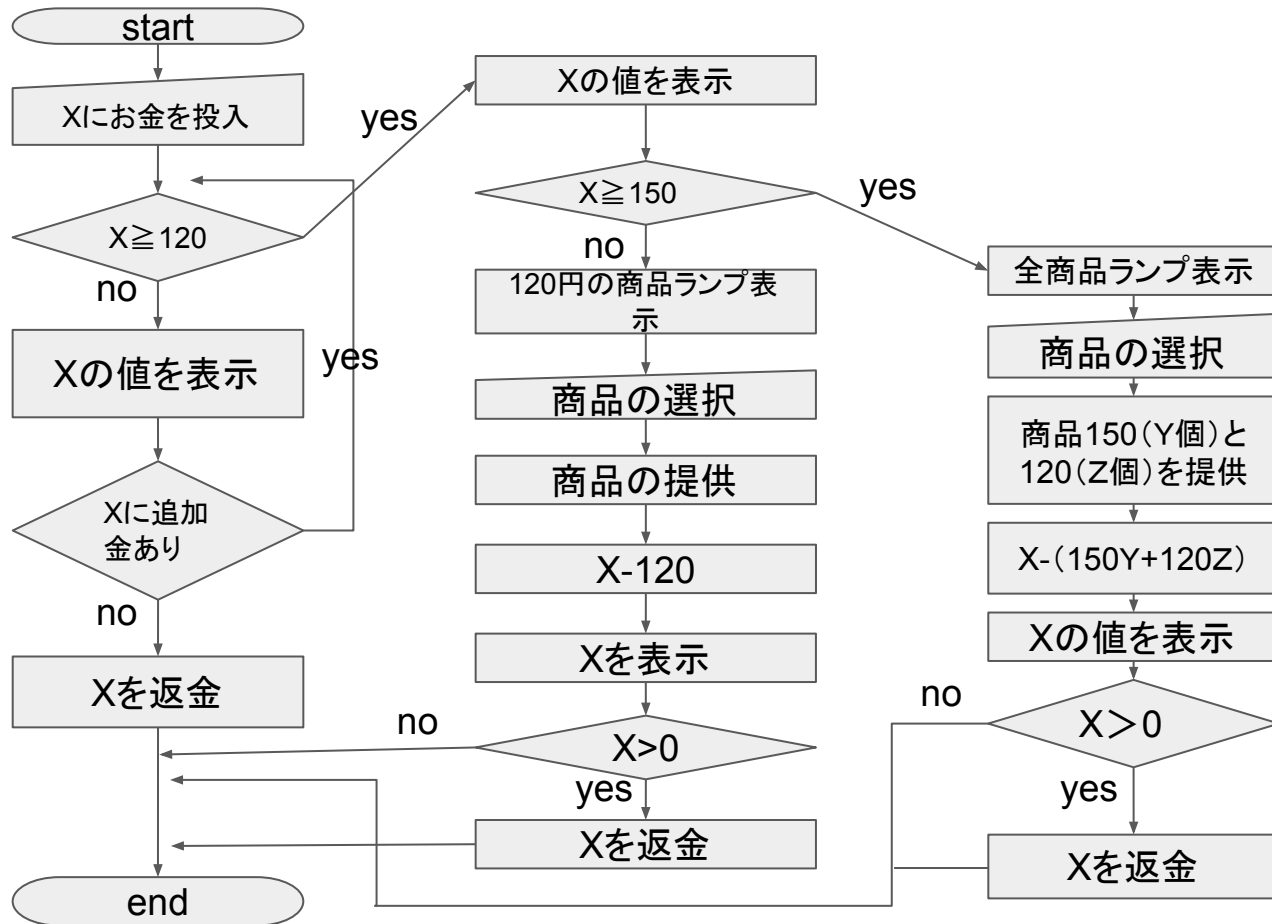 start
Xにお金を投入
X≧120
yes
no
Xの値を表示
yes
Xに追加
金あり
no
Xを返金
end
Xの値を表示
X≧150
yes
no
120円の商品ランプ表
示
商品の選択
商品の提供
X-120
Xを表示
X>0
no
yes
Xを返金
全商品ランプ表示
商品の選択
商品150（Y個）と
120（Z個）を提供
X-（150Y+120Z）
Xの値を表示
X＞0
no
yes
Xを返金